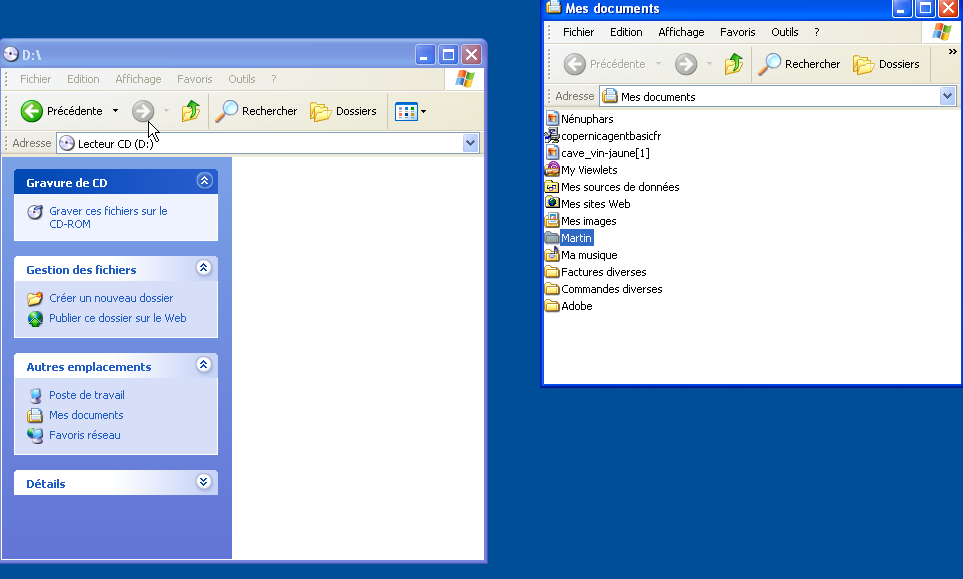 D:\
Fichier Edition Affichage Favoris Outils ?
Précédente Rechercher Dossiers
Adresse Lecteur CD (D:)
Gravure de CD
Graver ces fichiers sur le
CD-ROM
Gestion des fichiers
Créer un nouveau dossier
Publier ce dossier sur le Web
Autres emplacements
Poste de travail
Mes documents
Favoris réseau
Détails
Mes documents
Fichier Edition Affichage Favoris Outils ?
Précédente Rechercher Dossiers »
Adresse Mes documents
Nénuphars
copernicagentbasicfr
cave_vin-jaune[1]
My Viewlets
Mes sources de données
Mes sites Web
Mes images
Martin
Ma musique
Factures diverses
Commandes diverses
Adobe